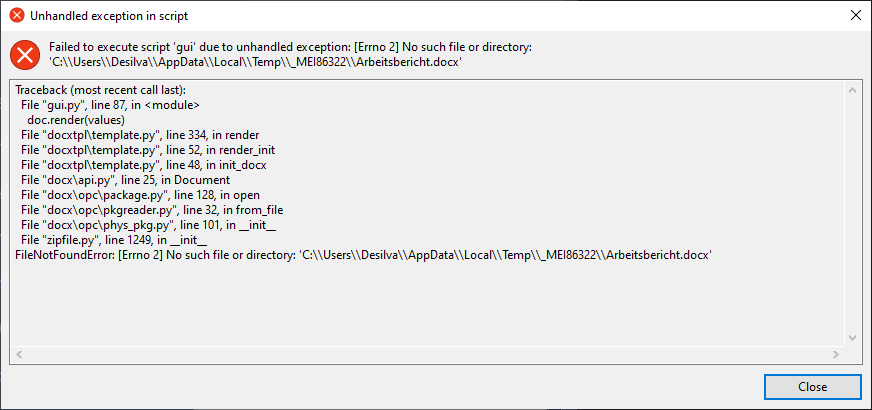 Unhandled exception in script
Failed to execute script 'gui' due to unhandled exception: [Errno 2] No such file or directory:
'C:\\Users\\Desilva\\AppData\\Local\\Temp\\_MEI86322\\Arbeitsbericht.docx'
Traceback (most recent call last):
File "gui.py", line 87, in <module>
doc.render(values)
File "docxtpl\template.py", line 334, in render
File "docxtpl\template.py", line 52, in render_init
File "docxtpl\template.py", line 48, in init_docx
File "docx\api.py", line 25, in Document
File "docx\opc\package.py", line 128, in open
File "docx\opc\pkgreader.py", line 32, in from_file
File "docx\opc\phys_pkg.py", line 101, in __init__
File "zipfile.py", line 1249, in __init__
FileNotFoundError: [Errno 2] No such file or directory: 'C:\\Users\\Desilva\\AppData\\Local\\Temp\\_MEI86322\\Arbeitsbericht.docx'
Close